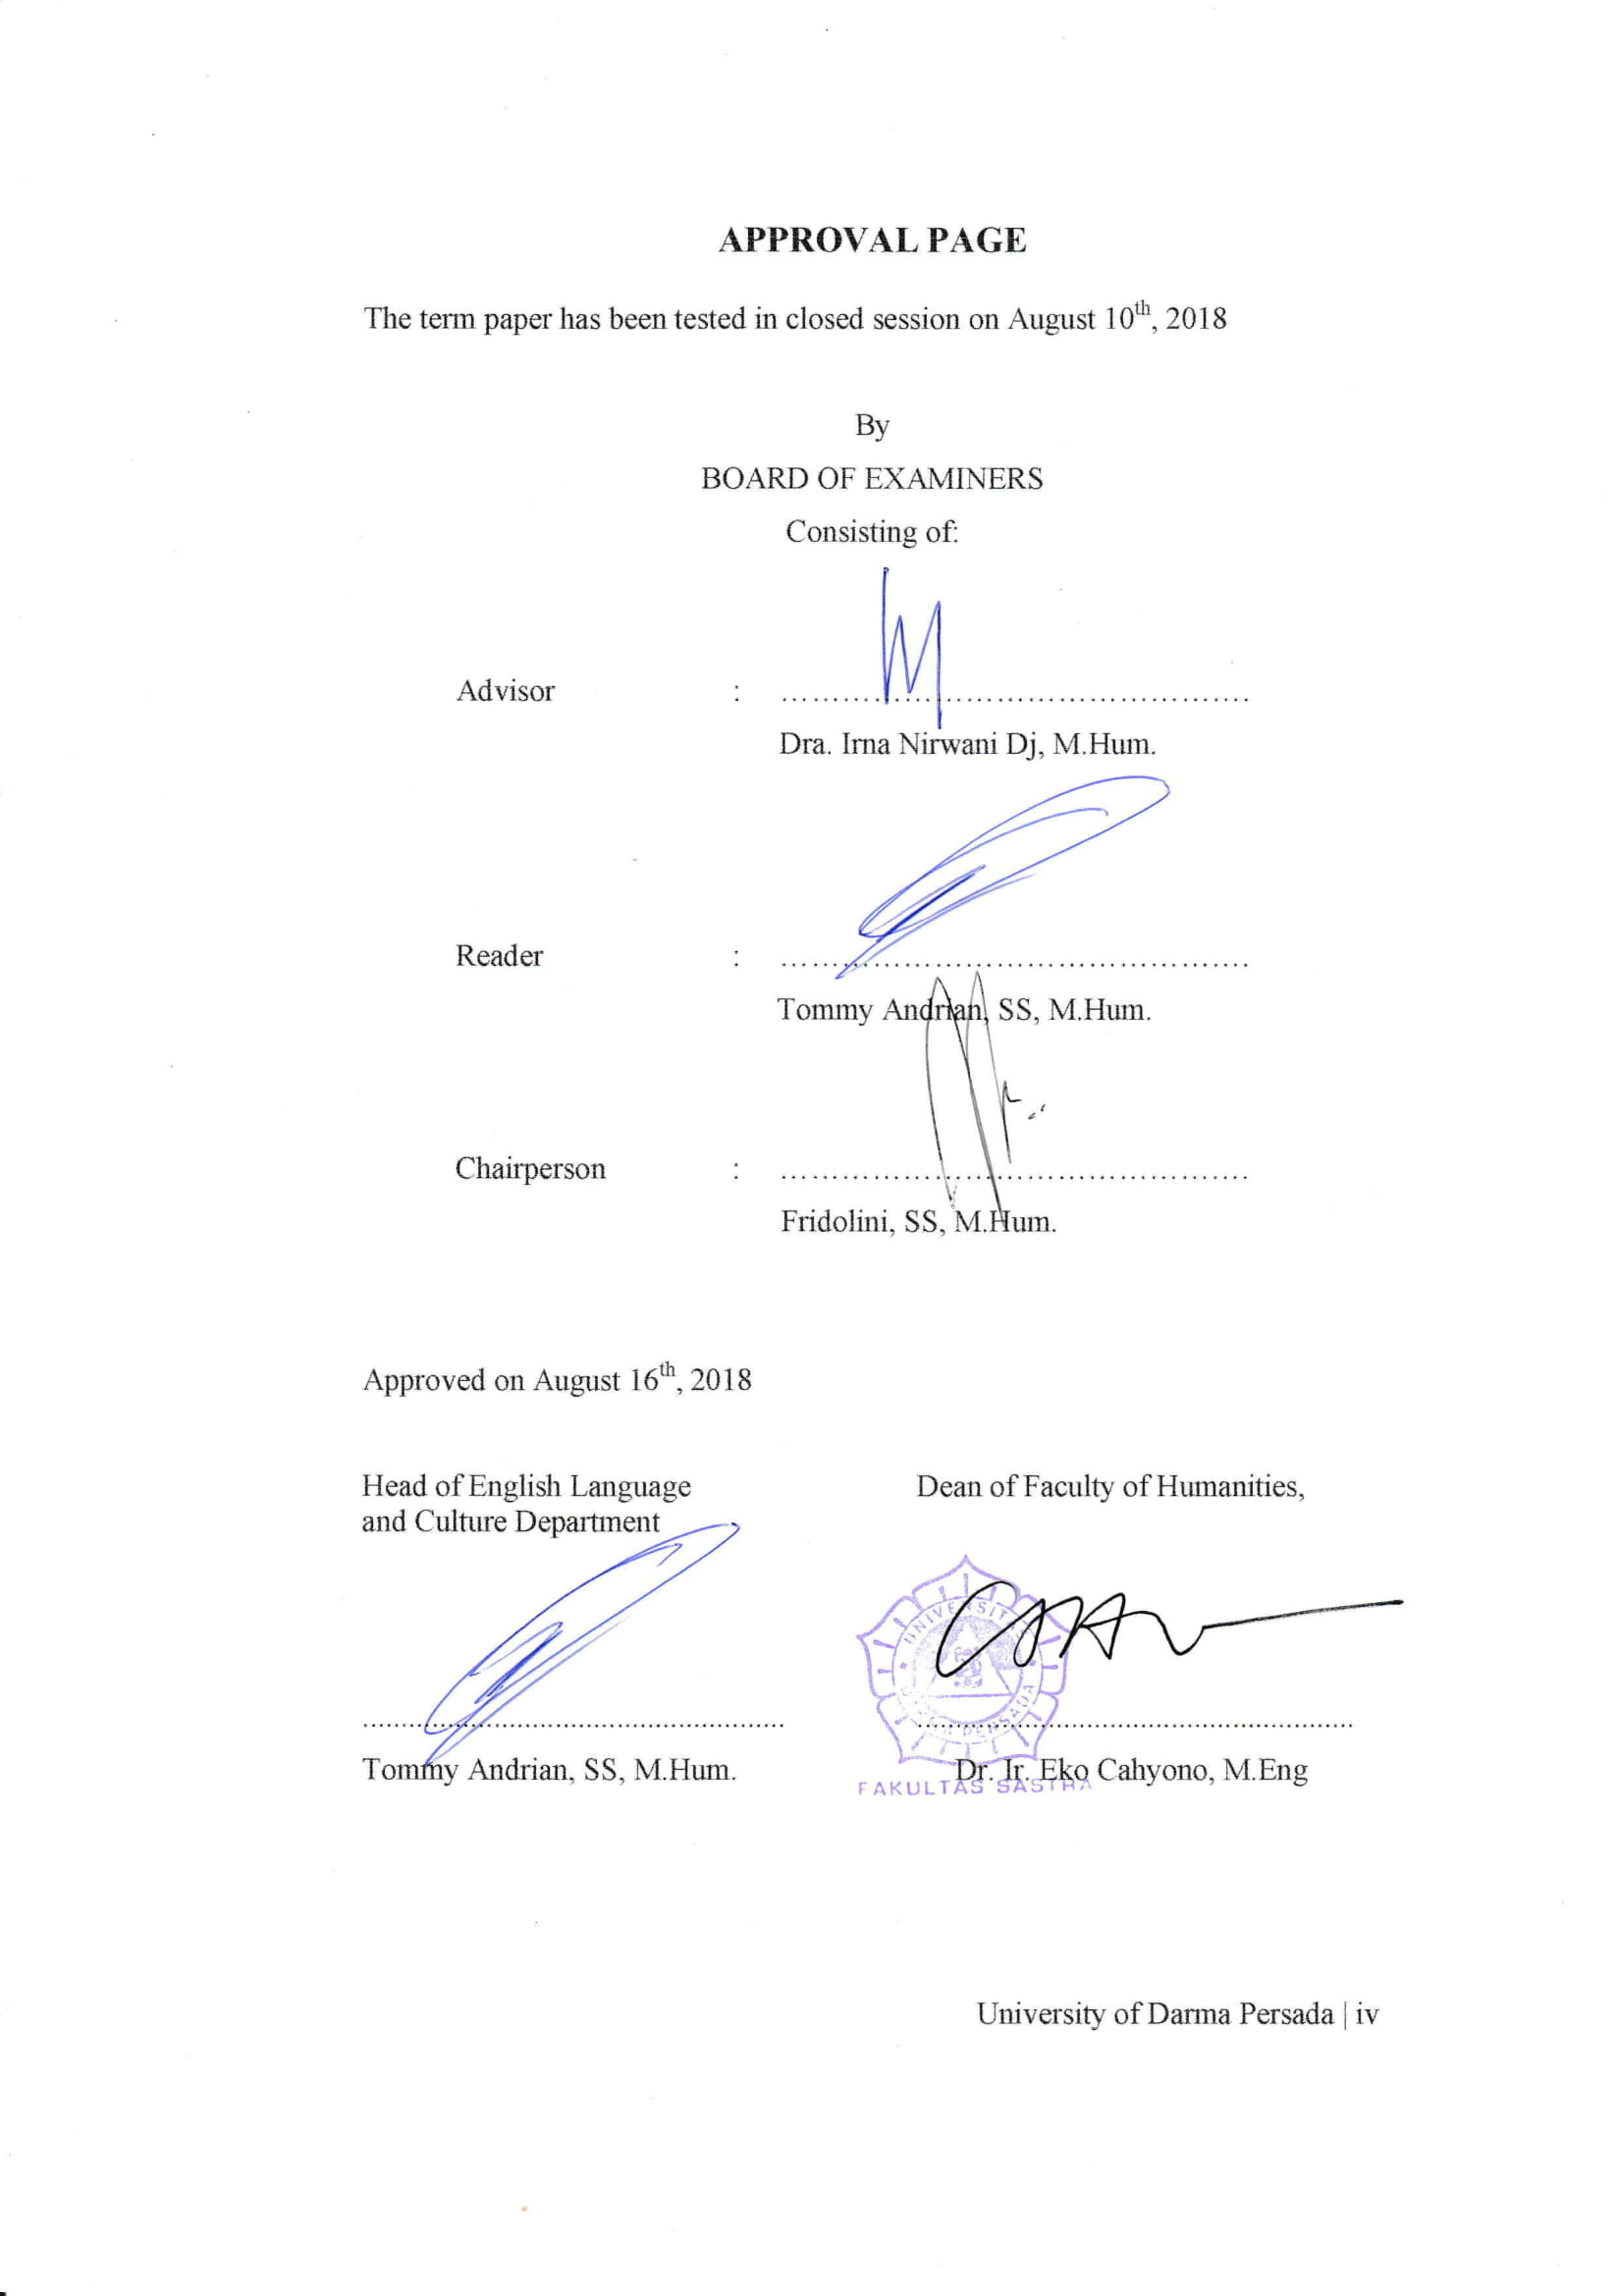 APPROVAL PAGE
The term paper has been tested in closed session on August 10th, 2018
By
BOARD OF EXAMINERS
Consisting of:
Advisor : ....................................................
Dra. Irna Nirwani Dj, M.Hum.
Reader : ....................................................
Tommy Andrian, SS, M.Hum.
Chairperson : ....................................................
Fridolini, SS, M.Hum.
Approved on August 16th, 2018
Head of English Language
and Culture Department
Dean of Faculty of Humanities,
UNIVERSIT
PERSADA
....................................................
....................................................
Tommy Andrian, SS, M.Hum.
Dr. Ir. Eko Cahyono, M.Eng
FAKULTAS SASTRA
University of Darma Persada | iv